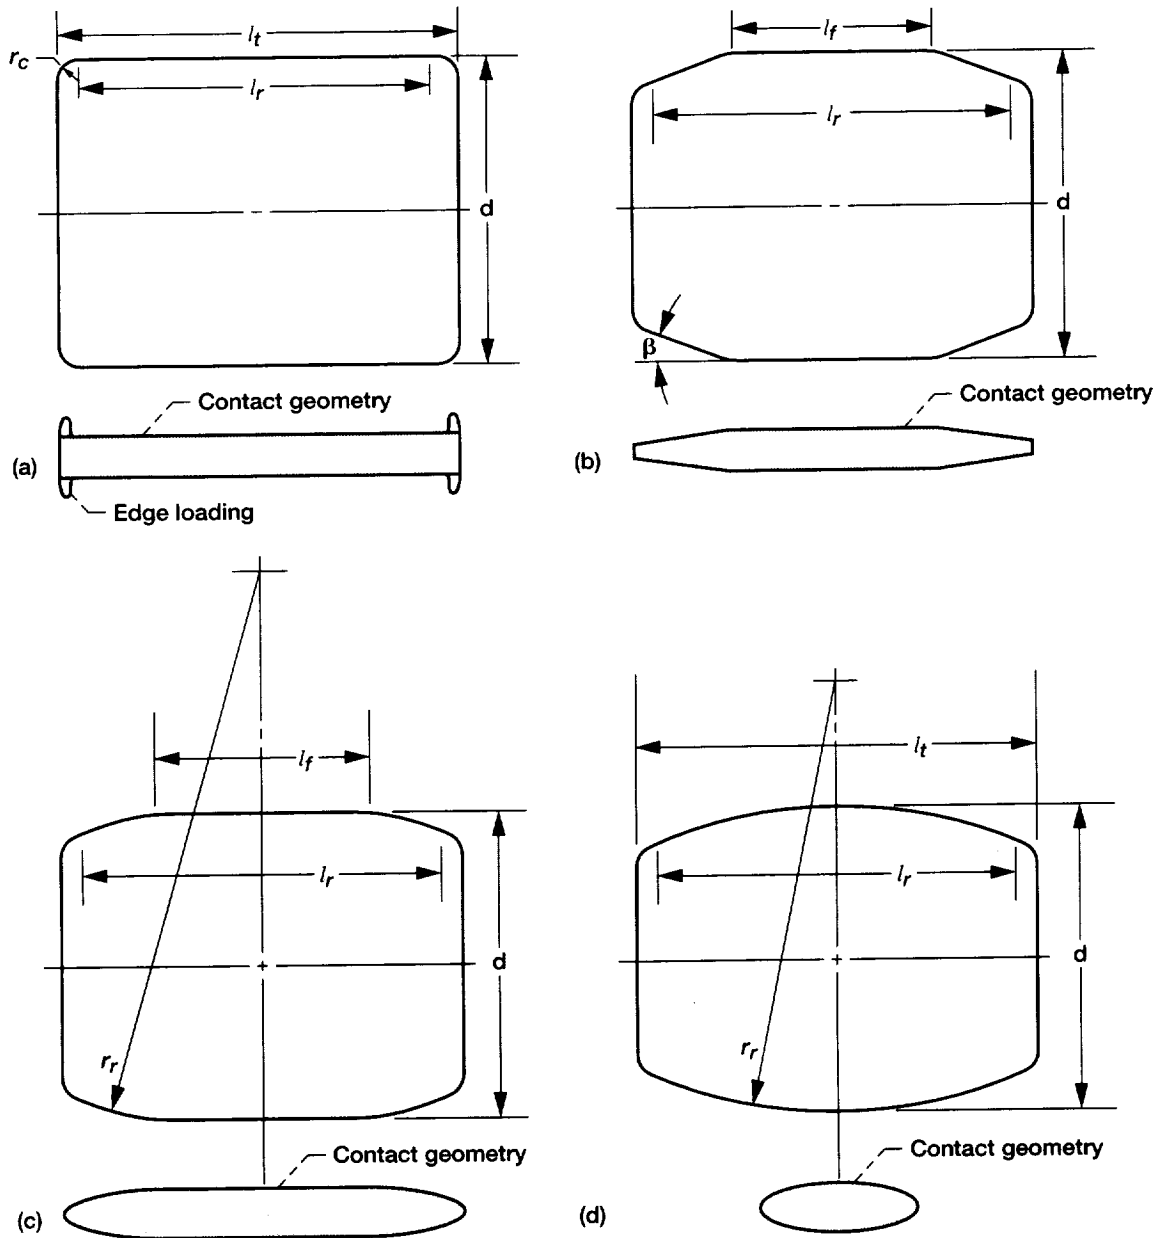 l_t
r_c
l_r
d
Contact geometry
(a)
Edge loading
l_f
l_r
d
β
Contact geometry
(b)
l_f
l_r
d
r_r
Contact geometry
(c)
l_t
l_r
d
r_r
Contact geometry
(d)